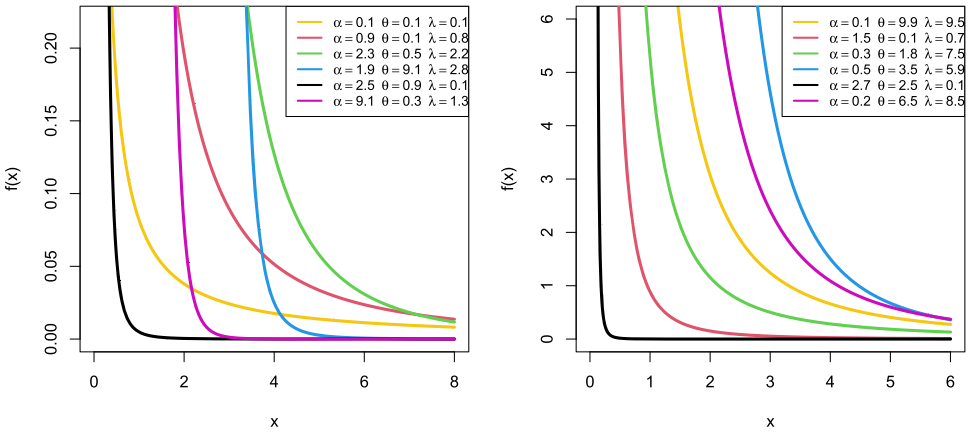 α=0.1 θ=0.1 λ=0.1
α=0.9 θ=0.1 λ=0.8
α=2.3 θ=0.5 λ=2.2
α=1.9 θ=9.1 λ=2.8
α=2.5 θ=0.9 λ=0.1
α=9.1 θ=0.3 λ=1.3
0.20
0.15
0.10
0.05
0.00
f(x)
0 2 4 6 8
x
α=0.1 θ=9.9 λ=9.5
α=1.5 θ=0.1 λ=0.7
α=0.3 θ=1.8 λ=7.5
α=0.5 θ=3.5 λ=5.9
α=2.7 θ=2.5 λ=0.1
α=0.2 θ=6.5 λ=8.5
6
5
4
3
2
1
0
f(x)
0 1 2 3 4 5 6
x